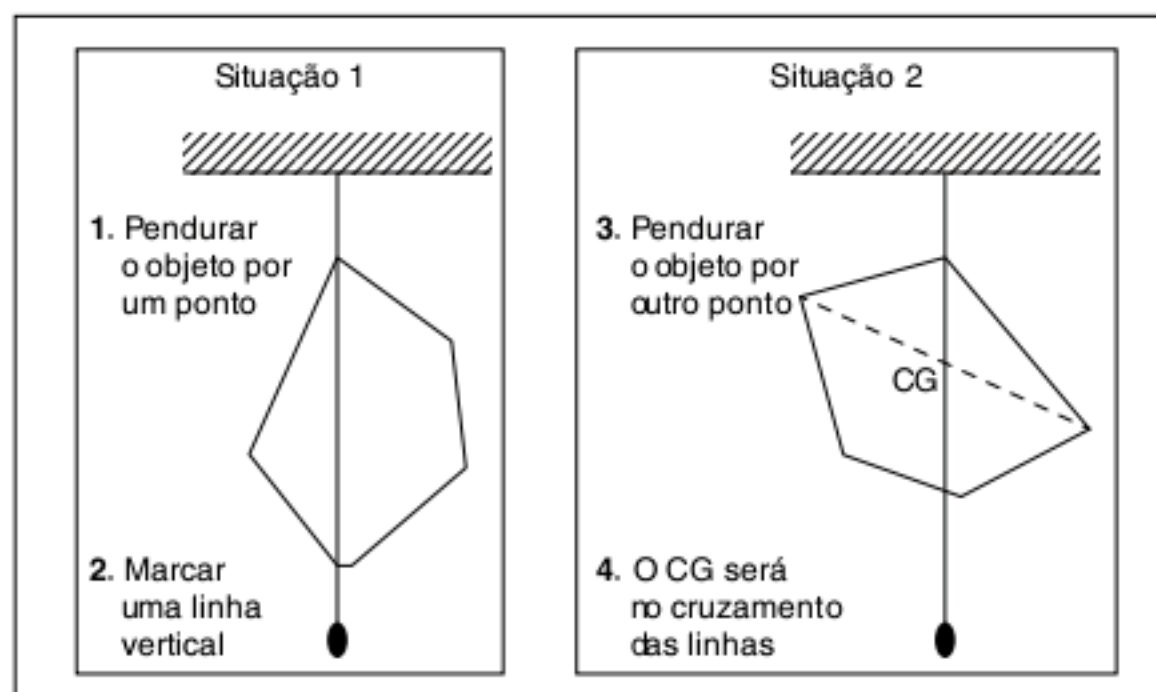 Situação 1
1. Pendurar
o objeto por
um ponto
2. Marcar
uma linha
vertical
Situação 2
3. Pendurar
o objeto por
outro ponto
CG
4. O CG será
no cruzamento
das linhas